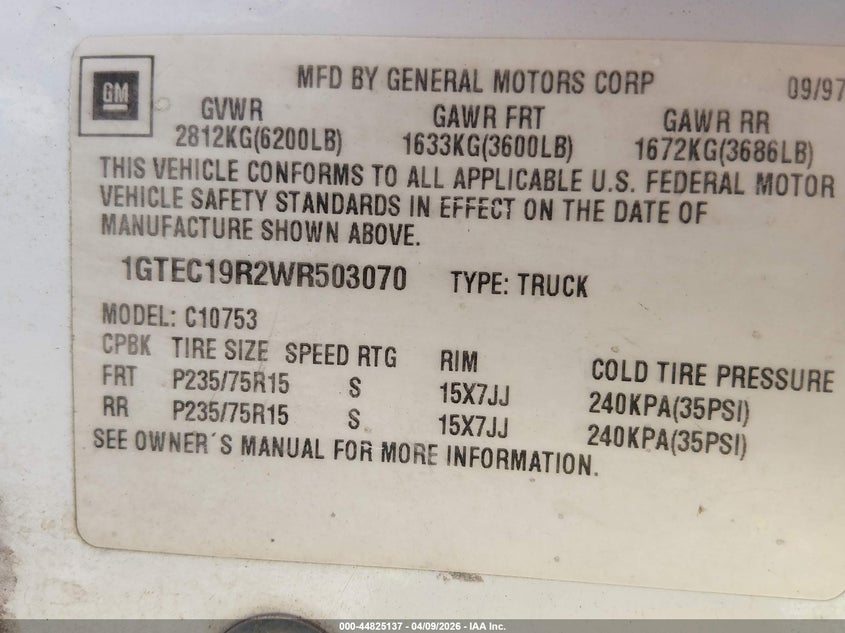 GM
MFD BY GENERAL MOTORS CORP 09/97
GVWR GAWR FRT GAWR RR
2812KG(6200LB) 1633KG(3600LB) 1672KG(3686LB)
THIS VEHICLE CONFORMS TO ALL APPLICABLE U.S. FEDERAL MOTOR
VEHICLE SAFETY STANDARDS IN EFFECT ON THE DATE OF
MANUFACTURE SHOWN ABOVE.
1GTEC19R2WR503070 TYPE: TRUCK
MODEL: C10753
CPBK TIRE SIZE SPEED RTG RIM COLD TIRE PRESSURE
FRT P235/75R15 S 15X7JJ 240KPA(35PSI)
RR P235/75R15 S 15X7JJ 240KPA(35PSI)
SEE OWNER´S MANUAL FOR MORE INFORMATION.
000-44825137 - 04/09/2026 - IAA Inc.